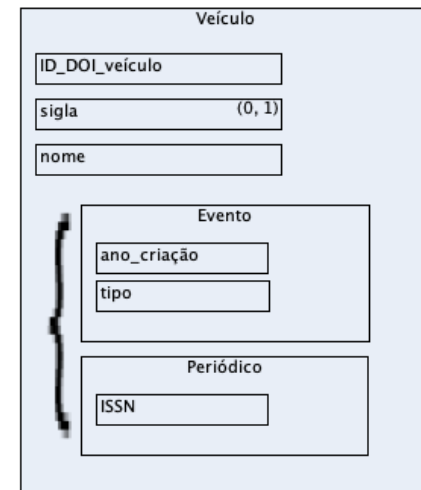 Veículo
ID_DOI_veículo
sigla (0, 1)
nome
Evento
ano_criação
tipo
Periódico
ISSN